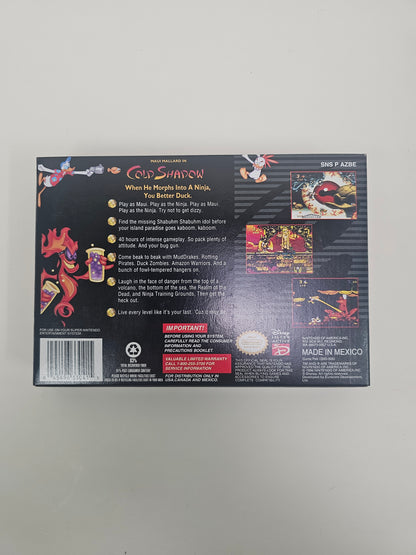 MAUI MALLARD IN
COLD SHADOW
When He Morphs Into A Ninja,
You Better Duck.
Play as Maui. Play as the Ninja. Play as Maui.
Play as the Ninja. Try not to get dizzy.
Find the missing Shabuhm Shabuhm idol before
your island paradise goes kaboom, kaboom.
40 hours of intense gameplay. So pack plenty of
attitude. And your bug gun.
Come beak to beak with MudDrakes, Rotting
Pirates, Duck Zombies, Amazon Warriors. And a
bunch of fowl-tempered hangers on.
Laugh in the face of danger from the top of a
volcano, the bottom of the sea, the Realm of the
Dead, and Ninja Training Grounds. Then get the
heck out.
Live every level like it's your last. 'Cuz it may be.
SNS P AZBE
FOR USE ON YOUR SUPER NINTENDO
ENTERTAINMENT SYSTEM
IMPORTANT!
BEFORE USING YOUR SYSTEM,
CAREFULLY READ THE CONSUMER
INFORMATION AND
PRECAUTIONS BOOKLET.
VALUABLE LIMITED WARRANTY
CALL 1-800-255-3700 FOR
SERVICE INFORMATION
FOR DISTRIBUTION ONLY IN
USA CANADA AND MEXICO.
Disney
INTER
ACTIVE
NINTENDO OF AMERICA INC.
MADE IN MEXICO